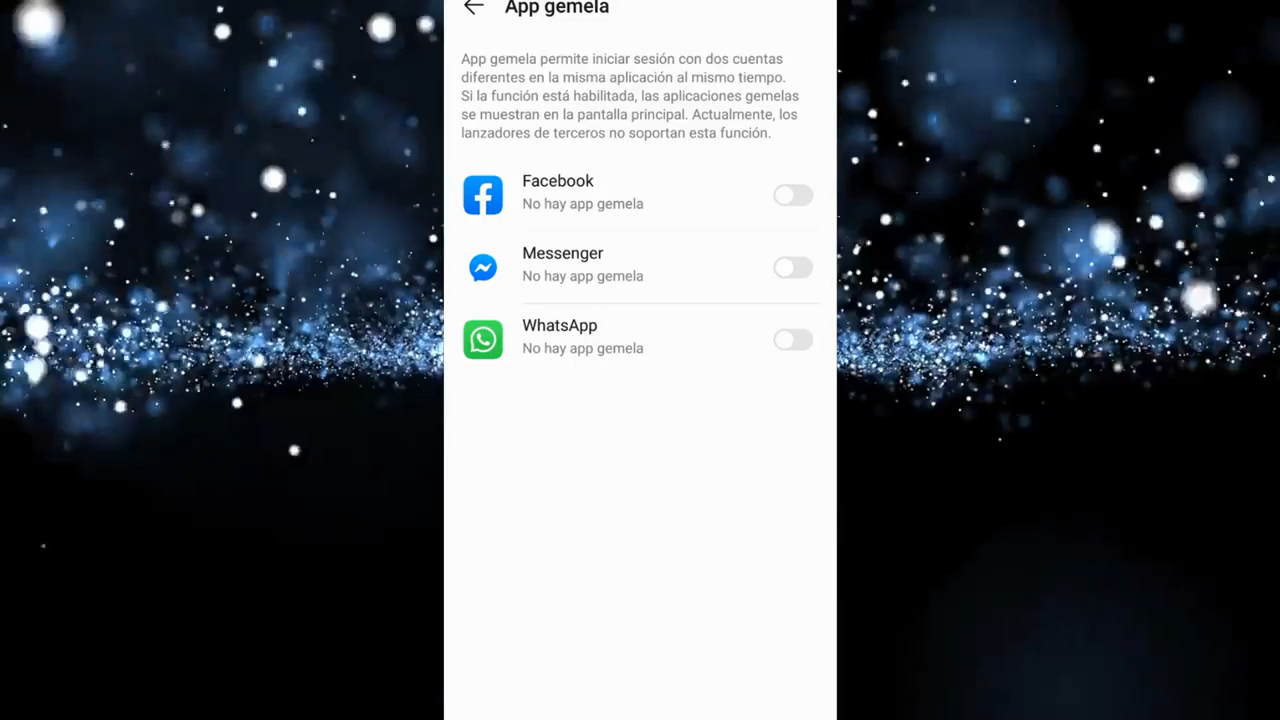 App gemela
App gemela permite iniciar sesión con dos cuentas
diferentes en la misma aplicación al mismo tiempo.
Si la función está habilitada, las aplicaciones gemelas
se muestran en la pantalla principal. Actualmente, los
lanzadores de terceros no soportan esta función.
Facebook
No hay app gemela
Messenger
No hay app gemela
WhatsApp
No hay app gemela